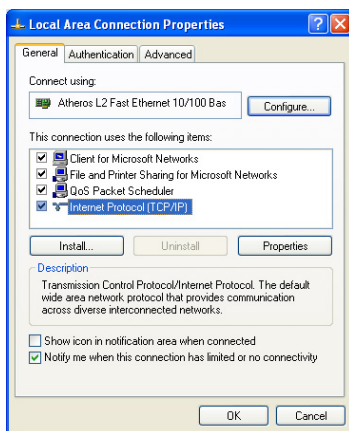 Local Area Connection Properties
General Authentication Advanced
Connect using:
Atheros L2 Fast Ethernet 10/100 Bas Configure...
This connection uses the following items:
Client for Microsoft Networks
File and Printer Sharing for Microsoft Networks
QoS Packet Scheduler
Internet Protocol (TCP/IP)
Install... Uninstall Properties
Description
Transmission Control Protocol/Internet Protocol. The default
wide area network protocol that provides communication
across diverse interconnected networks.
Show icon in notification area when connected
Notify me when this connection has limited or no connectivity
OK Cancel